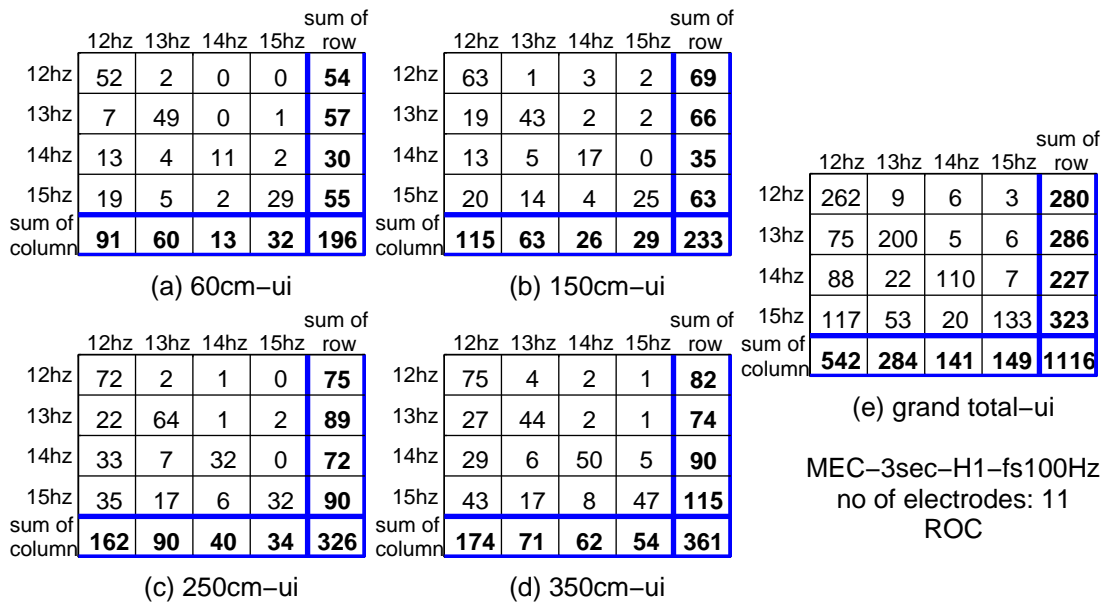 sum of
12hz 13hz 14hz 15hz row
12hz 52 2 0 0 54
13hz 7 49 0 1 57
14hz 13 4 11 2 30
15hz 19 5 2 29 55
sum of
column 91 60 13 32 196
(a) 60cm−ui
sum of
12hz 13hz 14hz 15hz row
12hz 63 1 3 2 69
13hz 19 43 2 2 66
14hz 13 5 17 0 35
15hz 20 14 4 25 63
sum of
column 115 63 26 29 233
(b) 150cm−ui
sum of
12hz 13hz 14hz 15hz row
12hz 72 2 1 0 75
13hz 22 64 1 2 89
14hz 33 7 32 0 72
15hz 35 17 6 32 90
sum of
column 162 90 40 34 326
(c) 250cm−ui
sum of
12hz 13hz 14hz 15hz row
12hz 75 4 2 1 82
13hz 27 44 2 1 74
14hz 29 6 50 5 90
15hz 43 17 8 47 115
sum of
column 174 71 62 54 361
(d) 350cm−ui
sum of
12hz 13hz 14hz 15hz row
12hz 262 9 6 3 280
13hz 75 200 5 6 286
14hz 88 22 110 7 227
15hz 117 53 20 133 323
sum of
column 542 284 141 149 1116
(e) grand total−ui
MEC−3sec−H1−fs100Hz
no of electrodes: 11
ROC